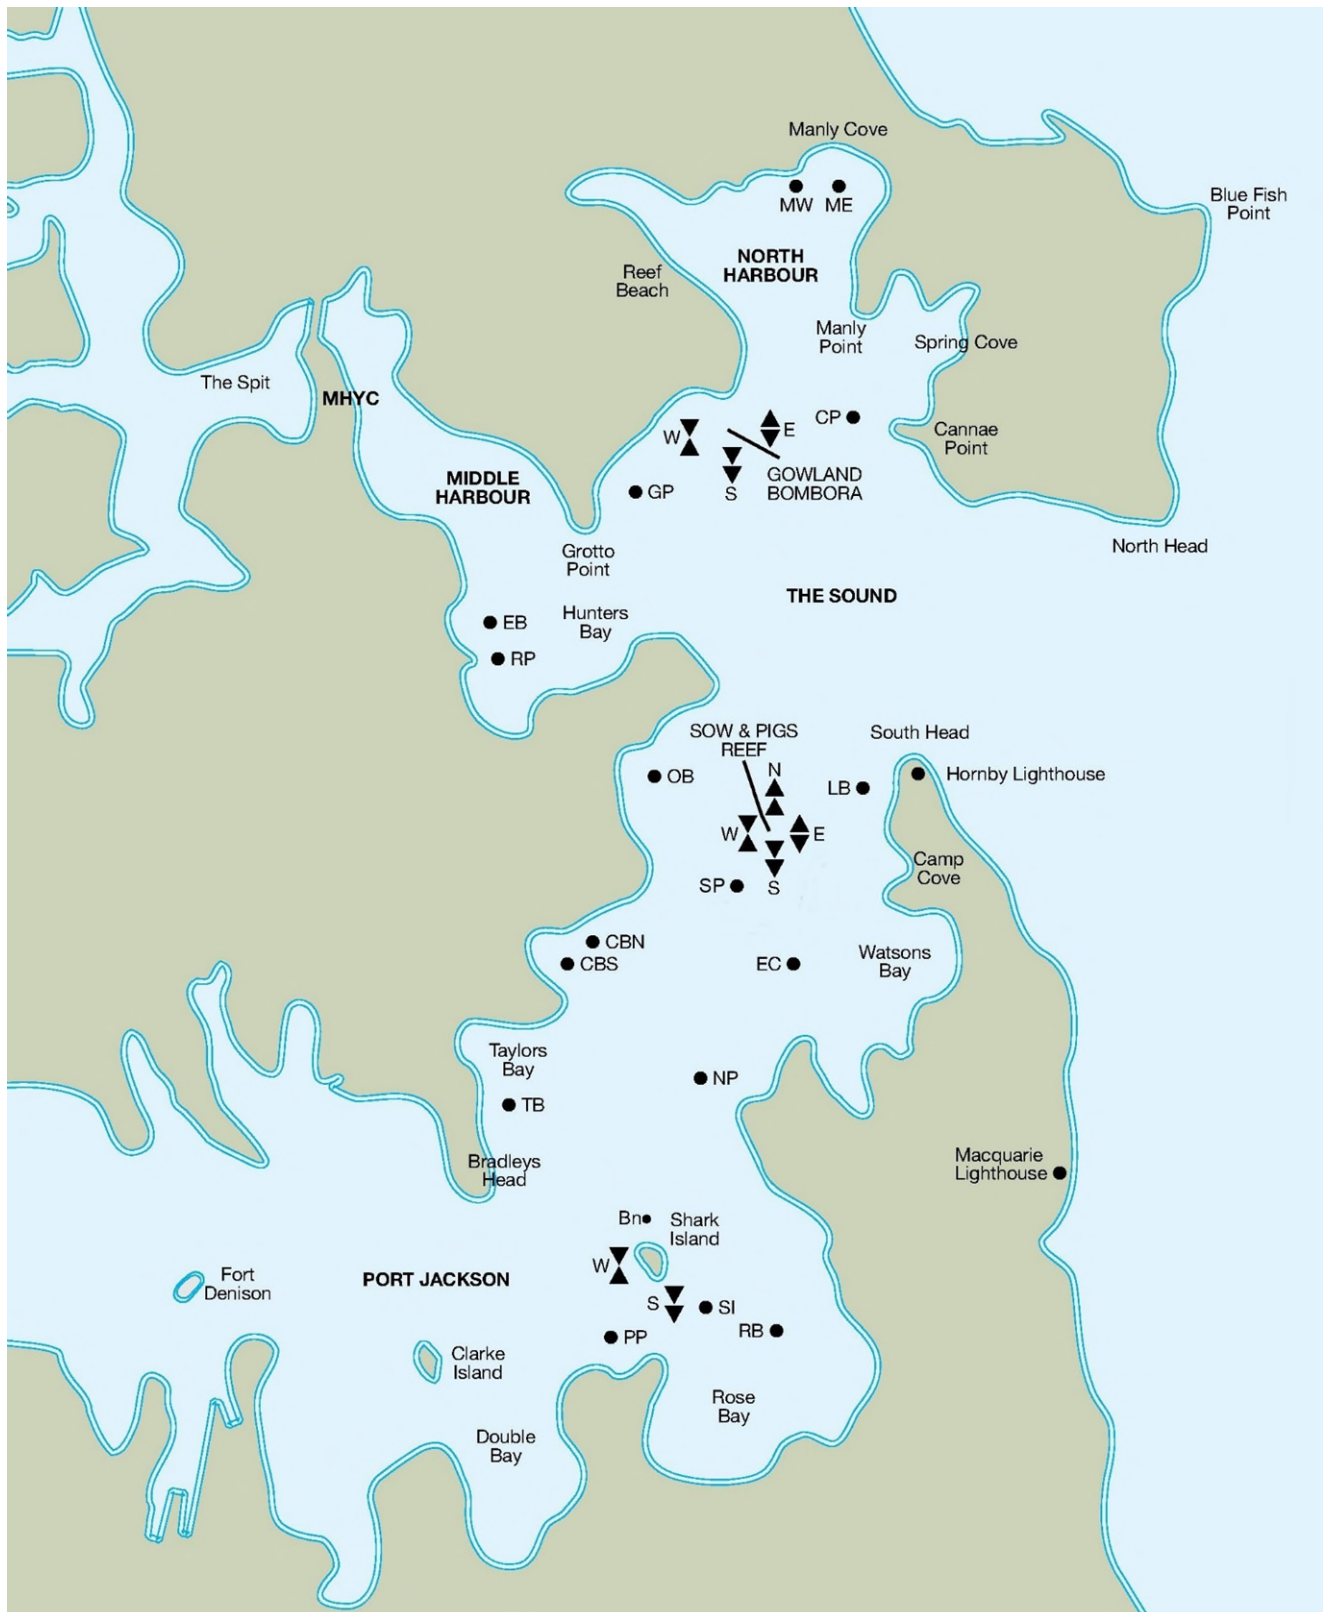 Manly Cove
MW
ME
Blue Fish
Point
NORTH
HARBOUR
Reef
Beach
Manly
Point
Spring Cove
The Spit
MHYC
CP
W
E
Cannae
Point
MIDDLE
HARBOUR
GOWLAND
BOMBORA
GP
S
North Head
Grotto
Point
THE SOUND
Hunters
Bay
EB
RP
SOW & PIGS
REEF
South Head
N
OB
LB
Hornby Lighthouse
W
E
Camp
Cove
SP
S
CBN
CBS
EC
Watsons
Bay
Taylors
Bay
NP
TB
Bradleys
Head
Macquarie
Lighthouse
Bn
Shark
Island
W
Fort
Denison
PORT JACKSON
S
SI
RB
PP
Clarke
Island
Rose
Bay
Double
Bay